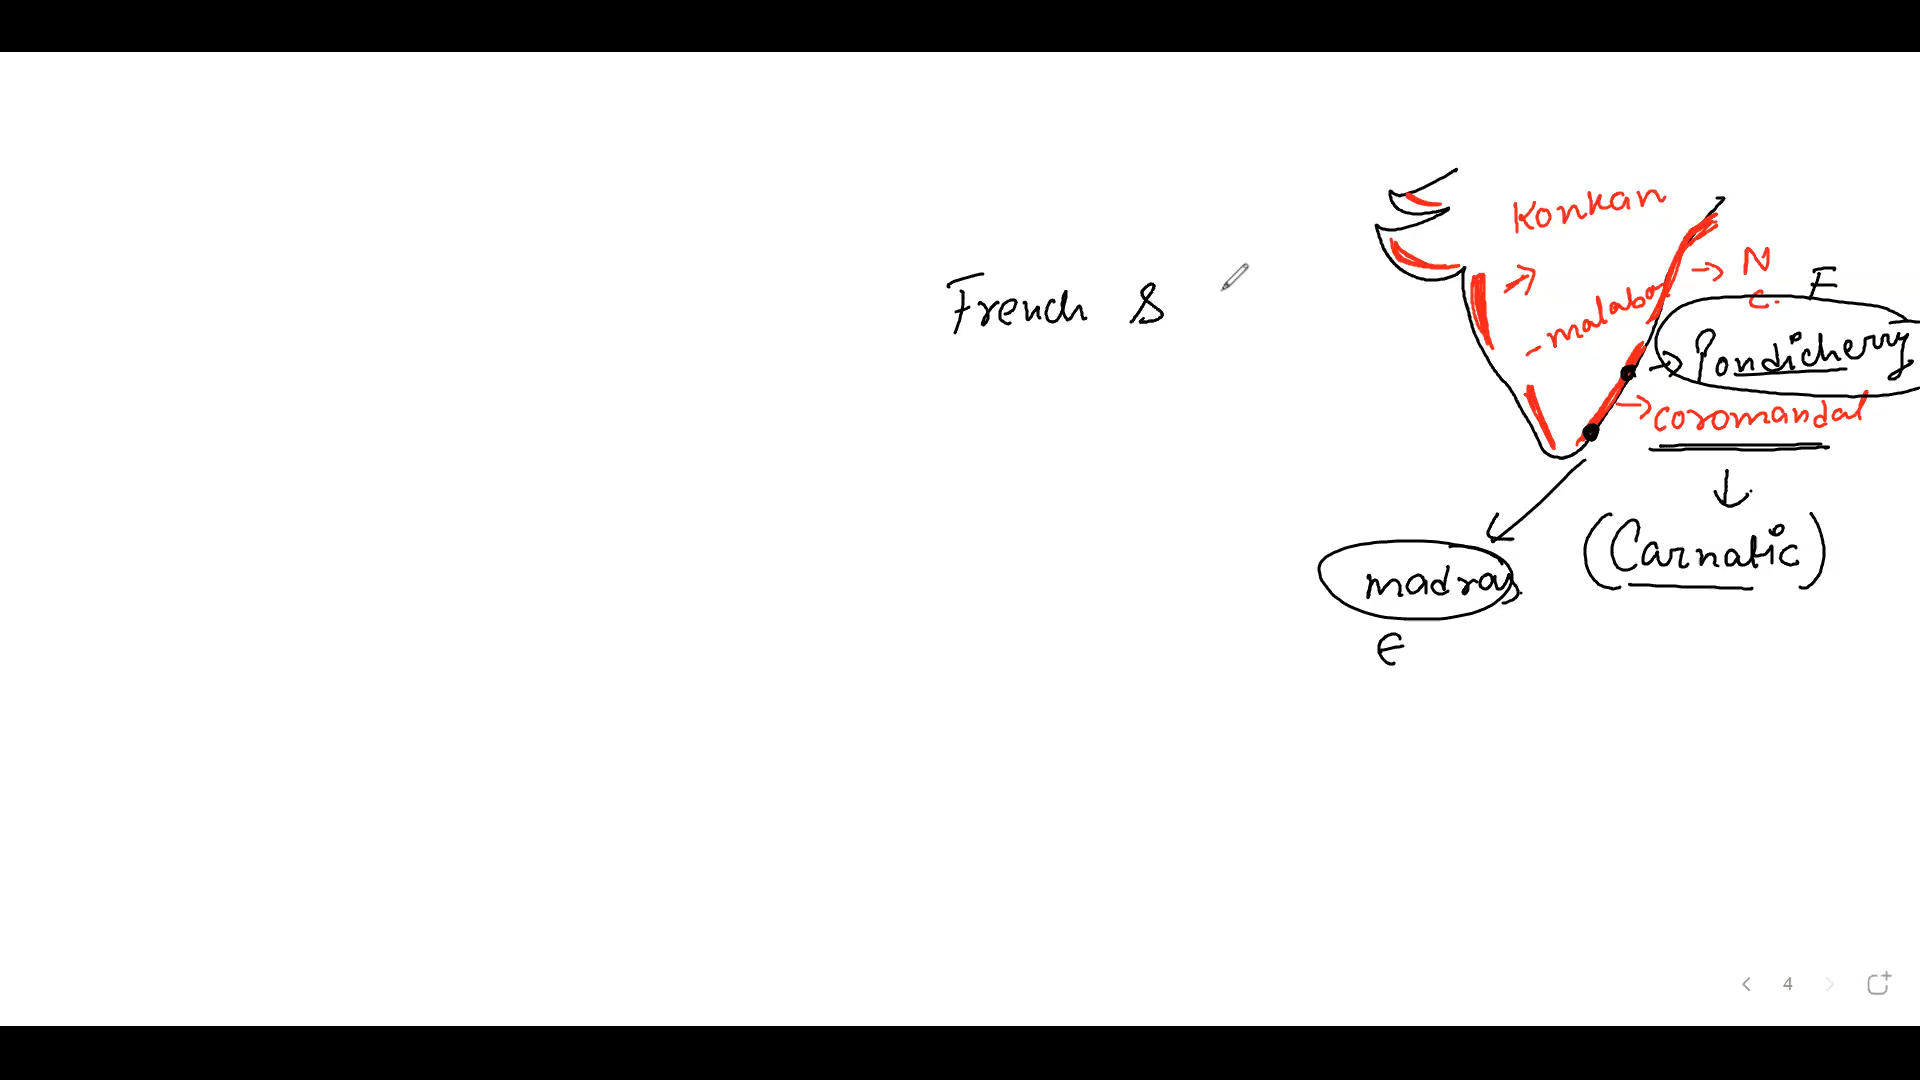 Konkan
N
C.
F
French &
malabar
Pondicherry
coromandal
(Carnatic)
madras
E
4